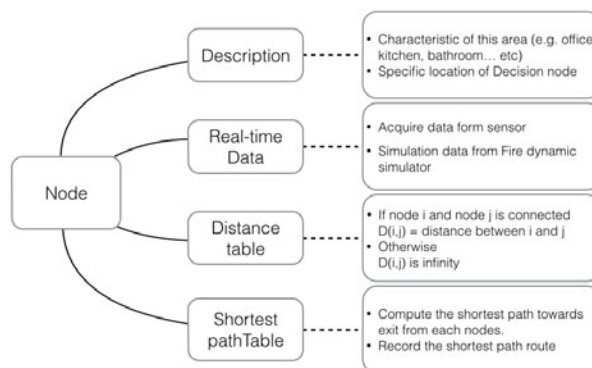 Description
• Characteristic of this area (e.g. office
kitchen, bathroom... etc)
• Specific location of Decision node
Real-time
Data
• Acquire data form sensor
• Simulation data from Fire dynamic
simulator
Node
Distance
table
• If node i and node j is connected
D(i,j) = distance between i and j
• Otherwise
D(i,j) is infinity
Shortest
pathTable
• Compute the shortest path towards
exit from each nodes.
• Record the shortest path route